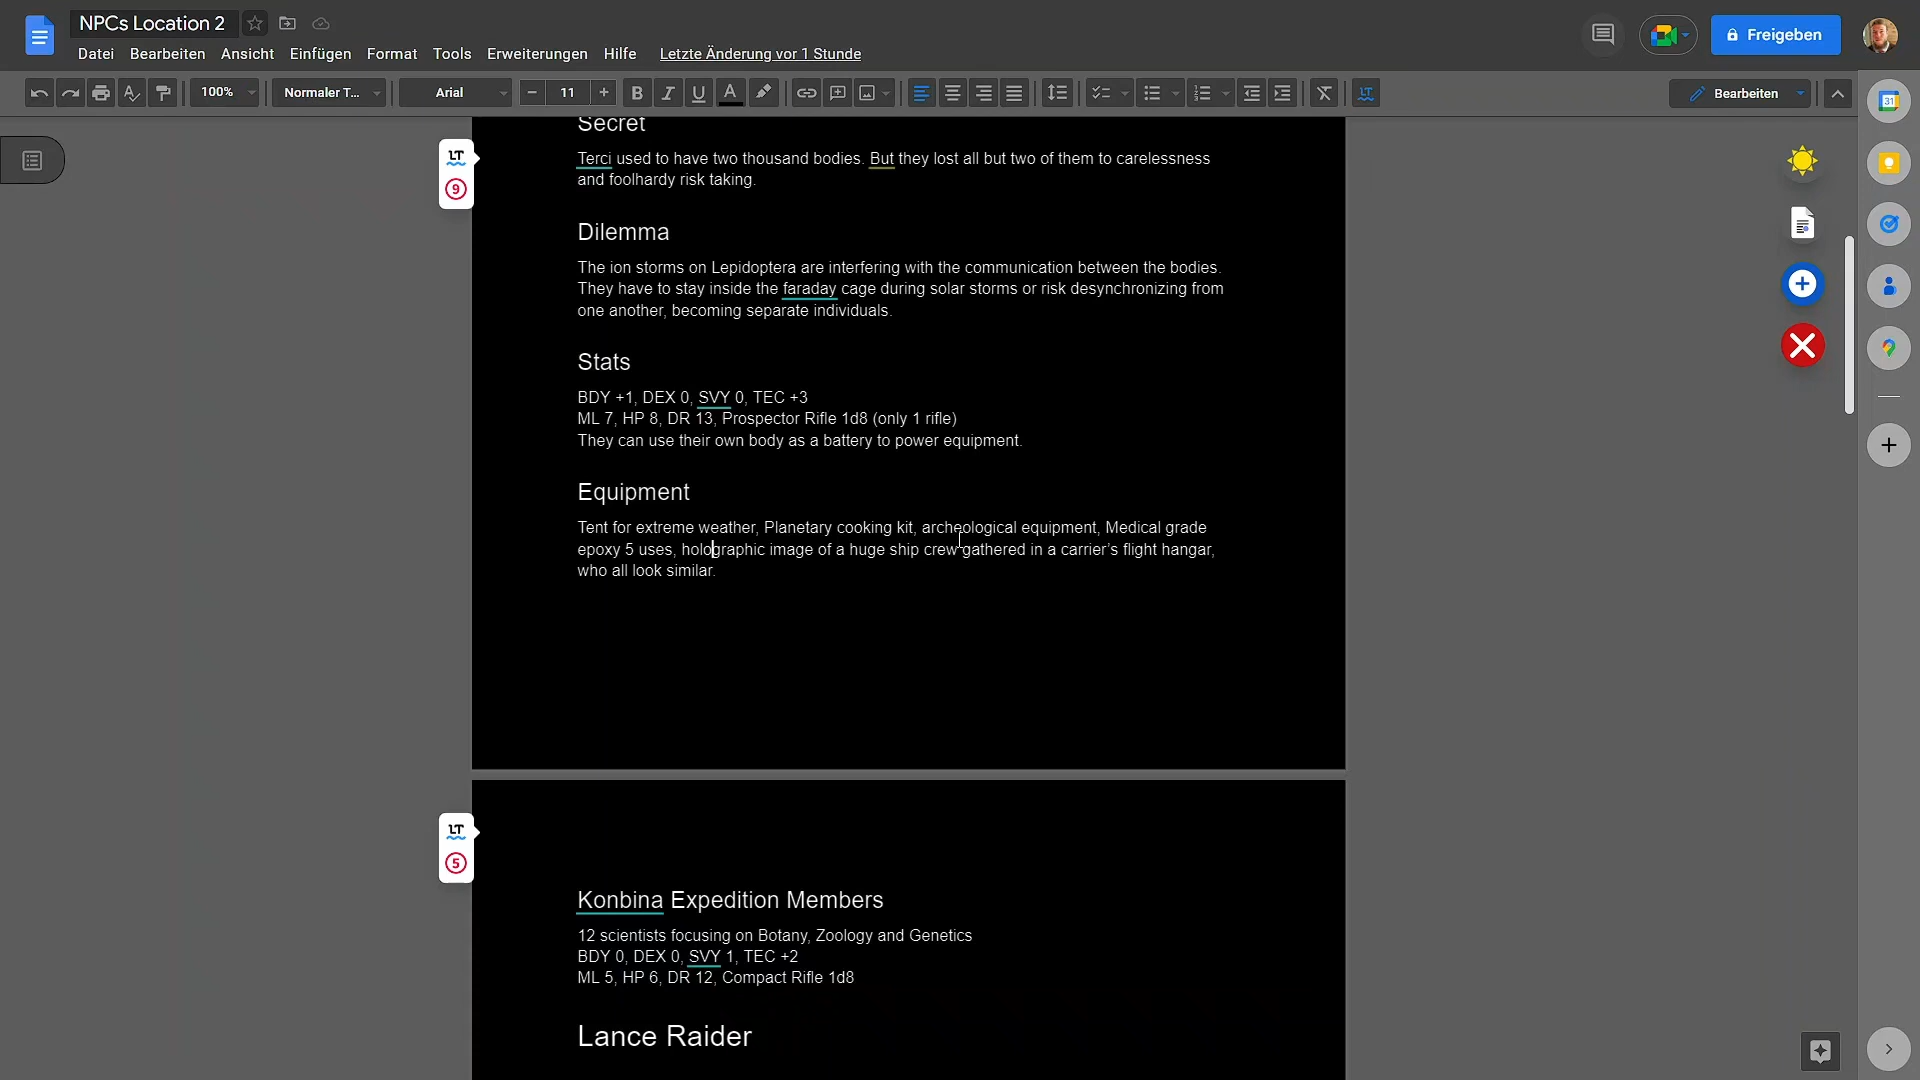 NPCs Location 2
Datei Bearbeiten Ansicht Einfügen Format Tools Erweiterungen Hilfe Letzte Änderung vor 1 Stunde
Freigeben
100% Normaler T... Arial 11 B I U A LT Bearbeiten
31
Secret
LT
9
Terci used to have two thousand bodies. But they lost all but two of them to carelessness
and foolhardy risk taking.
Dilemma
The ion storms on Lepidoptera are interfering with the communication between the bodies.
They have to stay inside the faraday cage during solar storms or risk desynchronizing from
one another, becoming separate individuals.
Stats
BDY +1, DEX 0, SVY 0, TEC +3
ML 7, HP 8, DR 13, Prospector Rifle 1d8 (only 1 rifle)
They can use their own body as a battery to power equipment.
Equipment
Tent for extreme weather, Planetary cooking kit, archeological equipment, Medical grade
epoxy 5 uses, holographic image of a huge ship crew gathered in a carrier’s flight hangar,
who all look similar.
LT
5
Konbina Expedition Members
12 scientists focusing on Botany, Zoology and Genetics
BDY 0, DEX 0, SVY 1, TEC +2
ML 5, HP 6, DR 12, Compact Rifle 1d8
Lance Raider